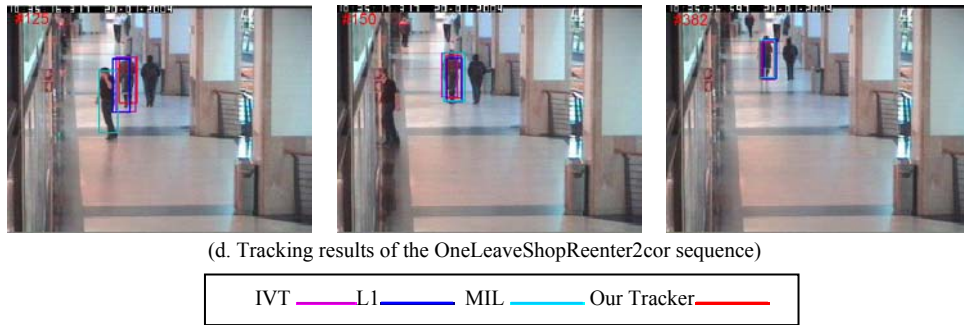 #125
#150
#382
(d. Tracking results of the OneLeaveShopReenter2cor sequence)
IVT L1 MIL Our Tracker